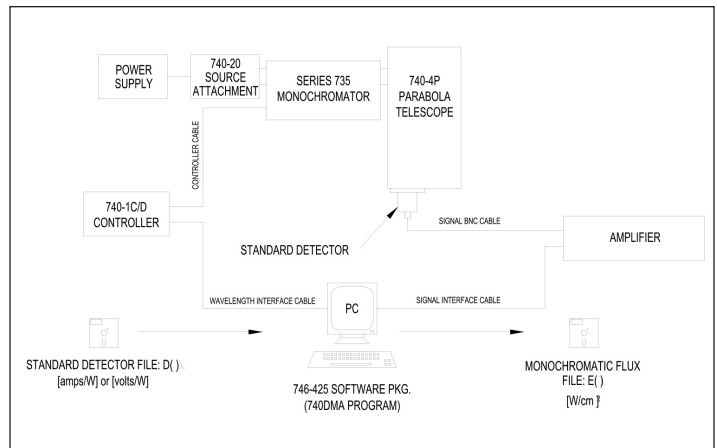 POWER
SUPPLY
740-20
SOURCE
ATTACHMENT
SERIES 735
MONOCHROMATOR
740-4P
PARABOLA
TELESCOPE
CONTROLLER CABLE
740-1C/D
CONTROLLER
STANDARD DETECTOR
SIGNAL BNC CABLE
AMPLIFIER
WAVELENGTH INTERFACE CABLE
PC
SIGNAL INTERFACE CABLE
STANDARD DETECTOR FILE: D( ).
[amps/W] or [volts/W]
746-425 SOFTWARE PKG.
(740DMA PROGRAM)
MONOCHROMATIC FLUX
FILE: E( )
[W/cm ]²